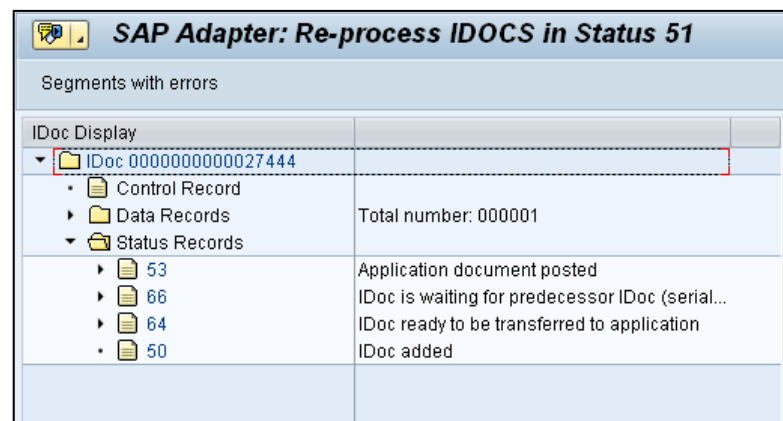 SAP Adapter: Re-process IDOCS in Status 51
Segments with errors
IDoc Display
IDoc 0000000000027444
Control Record
Data Records Total number: 000001
Status Records
53 Application document posted
66 IDoc is waiting for predecessor IDoc (serial...
64 IDoc ready to be transferred to application
50 IDoc added